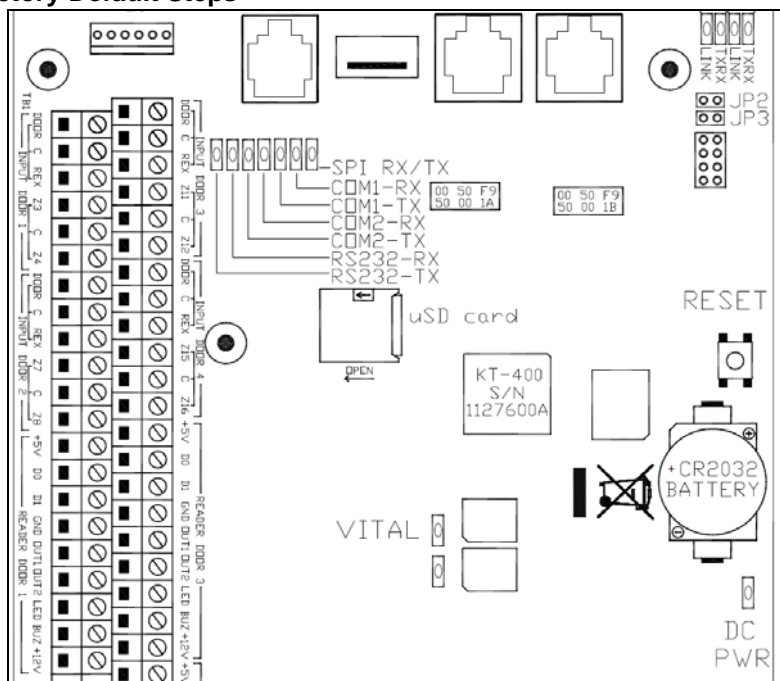 tory Default Steps
LINK
TXRX
LINK
TXRX
JP2
JP3
TB1
DOOR C REX Z3 C Z4
INPUT DOOR 1
DOOR C REX Z7 C Z8
INPUT DOOR 2
+5V D0 D1 GND OUT1 OUT2 LED BUZ +12V
READER DOOR 1
DOOR C REX Z11 C Z12
INPUT DOOR 3
DOOR C REX Z15 C Z16
INPUT DOOR 4
+5V D0 D1 GND OUT1 OUT2 LED BUZ +12V
READER DOOR 3
+5V
SPI RX/TX
COM1-RX
COM1-TX
COM2-RX
COM2-TX
RS232-RX
RS232-TX
00 50 F9
50 00 1A
00 50 F9
50 00 1B
uSD card
OPEN
RESET
KT-400
S/N
1127600A
+CR2032
BATTERY
VITAL
DC
PWR